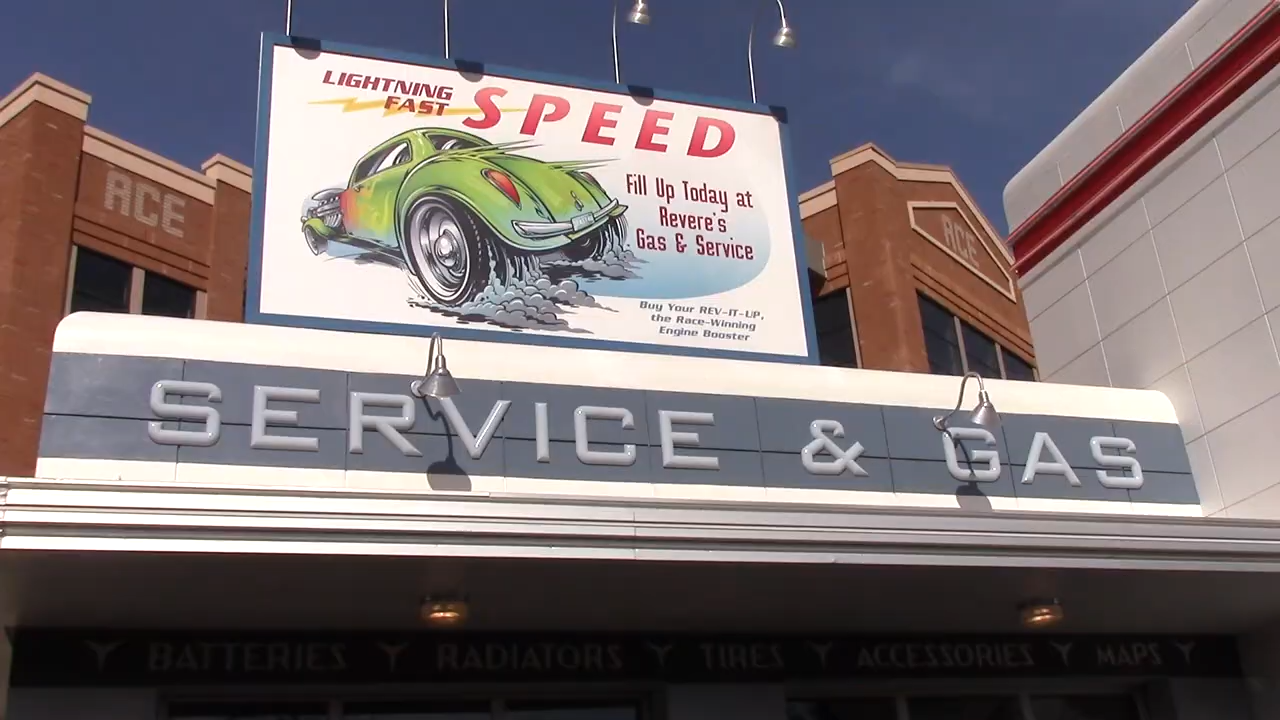 LIGHTNING
FAST
SPEED
Fill Up Today at
Revere's
Gas & Service
Buy Your REV-IT-UP,
the Race-Winning
Engine Booster
ACE
ACE
SERVICE & GAS
BATTERIES RADIATORS TIRES ACCESSORIES MAPS